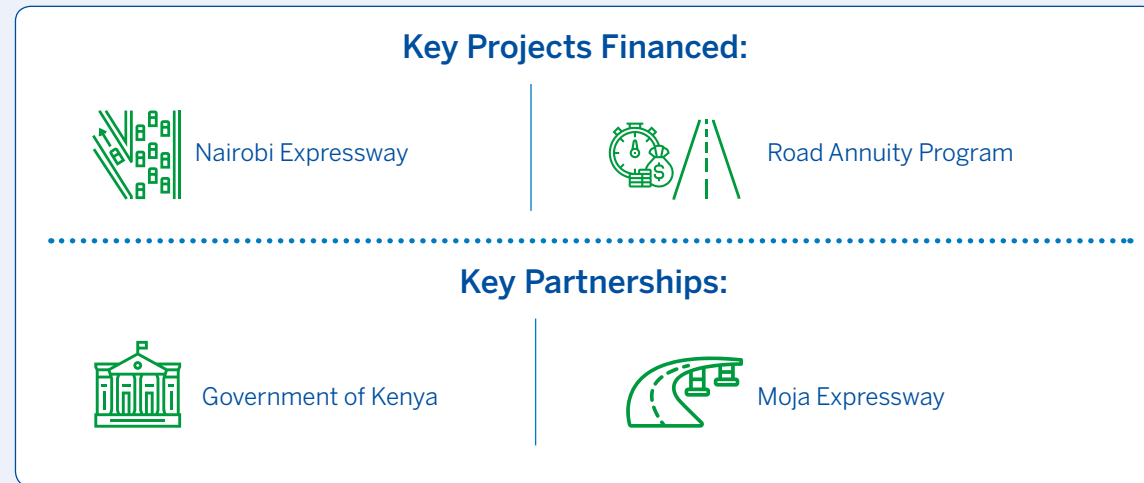 Key Projects Financed:
Nairobi Expressway
Road Annuity Program
Key Partnerships:
Government of Kenya
Moja Expressway